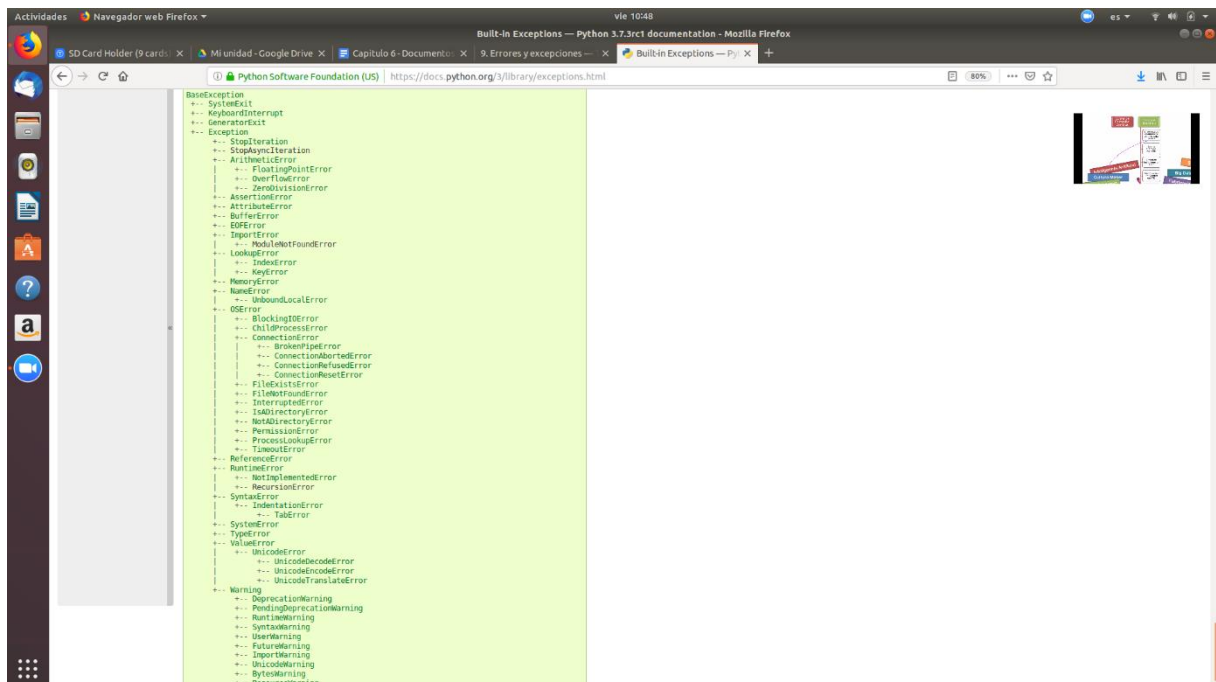 Actividades Navegador web Firefox vie 10:48 es
Built-in Exceptions — Python 3.7.3rc1 documentation - Mozilla Firefox
SD Card Holder (9 cards) Mi unidad - Google Drive Capitulo 6 - Documentos 9. Errores y excepciones — Built-in Exceptions — Py
Python Software Foundation (US) https://docs.python.org/3/library/exceptions.html 80%
BaseException
+-- SystemExit
+-- KeyboardInterrupt
+-- GeneratorExit
+-- Exception
+-- StopIteration
+-- StopAsyncIteration
+-- ArithmeticError
| +-- FloatingPointError
| +-- OverflowError
| +-- ZeroDivisionError
+-- AssertionError
+-- AttributeError
+-- BufferError
+-- EOFError
+-- ImportError
| +-- ModuleNotFoundError
+-- LookupError
| +-- IndexError
| +-- KeyError
+-- MemoryError
+-- NameError
| +-- UnboundLocalError
+-- OSError
| +-- BlockingIOError
| +-- ChildProcessError
| +-- ConnectionError
| | +-- BrokenPipeError
| | +-- ConnectionAbortedError
| | +-- ConnectionRefusedError
| | +-- ConnectionResetError
| +-- FileExistsError
| +-- FileNotFoundError
| +-- InterruptedError
| +-- IsADirectoryError
| +-- NotADirectoryError
| +-- PermissionError
| +-- ProcessLookupError
| +-- TimeoutError
+-- ReferenceError
+-- RuntimeError
| +-- NotImplementedError
| +-- RecursionError
+-- SyntaxError
| +-- IndentationError
| +-- TabError
+-- SystemError
+-- TypeError
+-- ValueError
| +-- UnicodeError
| +-- UnicodeDecodeError
| +-- UnicodeEncodeError
| +-- UnicodeTranslateError
+-- Warning
+-- DeprecationWarning
+-- PendingDeprecationWarning
+-- RuntimeWarning
+-- SyntaxWarning
+-- UserWarning
+-- FutureWarning
+-- ImportWarning
+-- UnicodeWarning
+-- BytesWarning